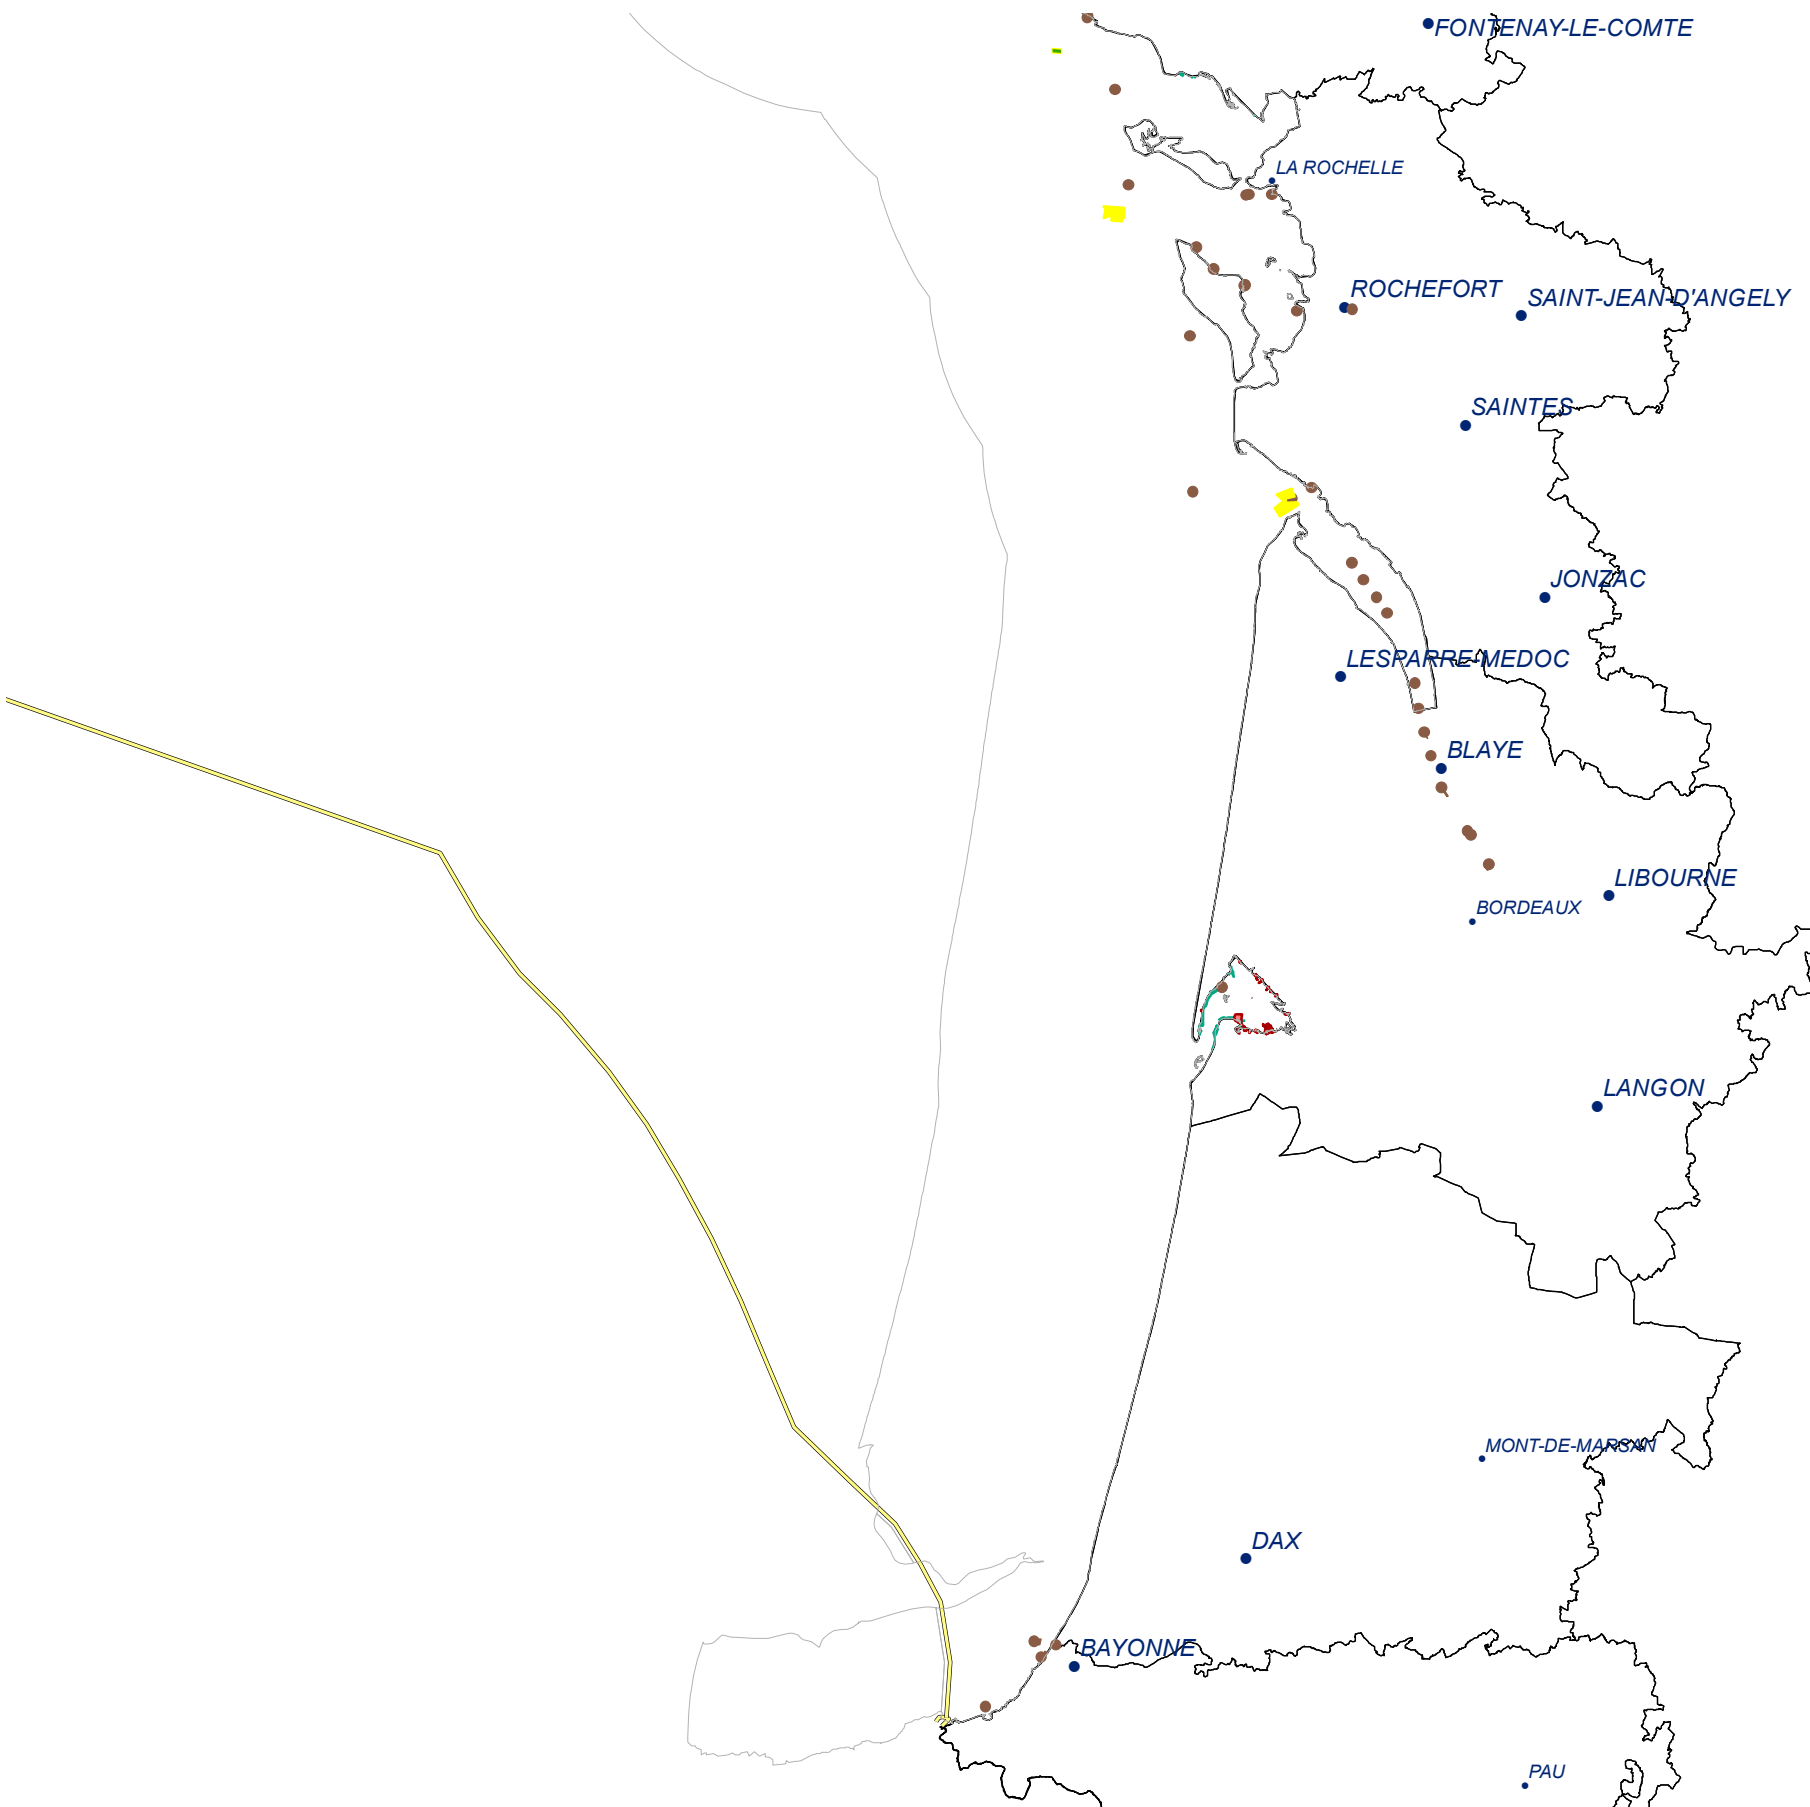 FONTENAY-LE-COMTE
LA ROCHELLE
ROCHEFORT
SAINT-JEAN-D'ANGELY
SAINTES
JONZAC
LESPARRE-MEDOC
BLAYE
LIBOURNE
BORDEAUX
LANGON
MONT-DE-MARSAN
DAX
BAYONNE
PAU